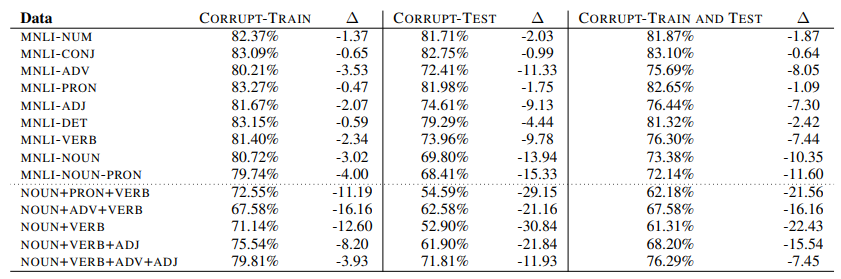 Data CORRUPT-TRAIN Δ CORRUPT-TEST Δ CORRUPT-TRAIN AND TEST Δ
MNLI-NUM 82.37% -1.37 81.71% -2.03 81.87% -1.87
MNLI-CONJ 83.09% -0.65 82.75% -0.99 83.10% -0.64
MNLI-ADV 80.21% -3.53 72.41% -11.33 75.69% -8.05
MNLI-PRON 83.27% -0.47 81.98% -1.75 82.65% -1.09
MNLI-ADJ 81.67% -2.07 74.61% -9.13 76.44% -7.30
MNLI-DET 83.15% -0.59 79.29% -4.44 81.32% -2.42
MNLI-VERB 81.40% -2.34 73.96% -9.78 76.30% -7.44
MNLI-NOUN 80.72% -3.02 69.80% -13.94 73.38% -10.35
MNLI-NOUN-PRON 79.74% -4.00 68.41% -15.33 72.14% -11.60
NOUN+PRON+VERB 72.55% -11.19 54.59% -29.15 62.18% -21.56
NOUN+ADV+VERB 67.58% -16.16 62.58% -21.16 67.58% -16.16
NOUN+VERB 71.14% -12.60 52.90% -30.84 61.31% -22.43
NOUN+VERB+ADJ 75.54% -8.20 61.90% -21.84 68.20% -15.54
NOUN+VERB+ADV+ADJ 79.81% -3.93 71.81% -11.93 76.29% -7.45